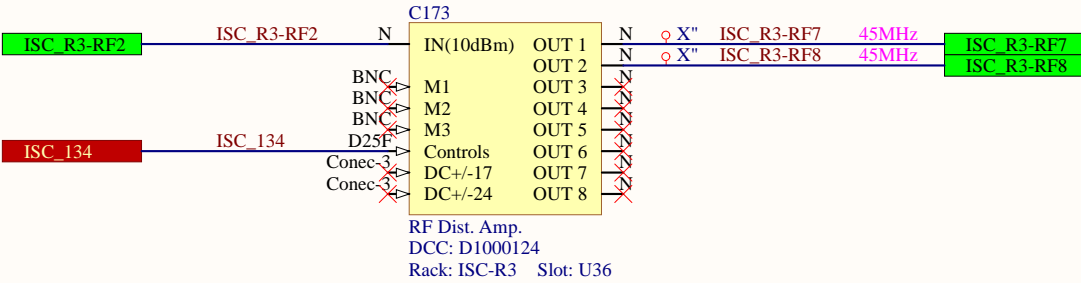 C173
ISC_R3-RF2 ISC_R3-RF2 N IN(10dBm) OUT 1 N X" ISC_R3-RF7 45MHz ISC_R3-RF7
OUT 2 N X" ISC_R3-RF8 45MHz ISC_R3-RF8
BNC M1 OUT 3 N
BNC M2 OUT 4 N
BNC M3 OUT 5 N
ISC_134 ISC_134 D25F Controls OUT 6 N
Conec-3 DC+/-17 OUT 7 N
Conec-3 DC+/-24 OUT 8 N
RF Dist. Amp.
DCC: D1000124
Rack: ISC-R3 Slot: U36